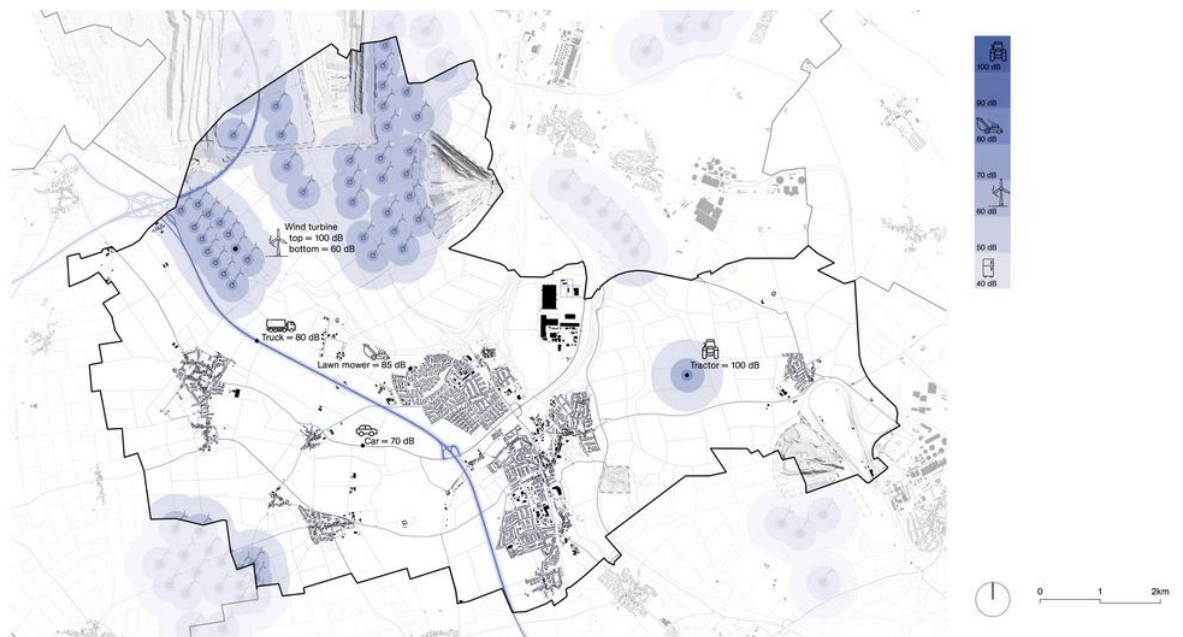 Wind turbine
top = 100 dB
bottom = 60 dB
Truck = 80 dB
Lawn mower = 85 dB
Tractor = 100 dB
Car = 70 dB
100 dB
90 dB
80 dB
70 dB
60 dB
50 dB
40 dB
0 1 2km